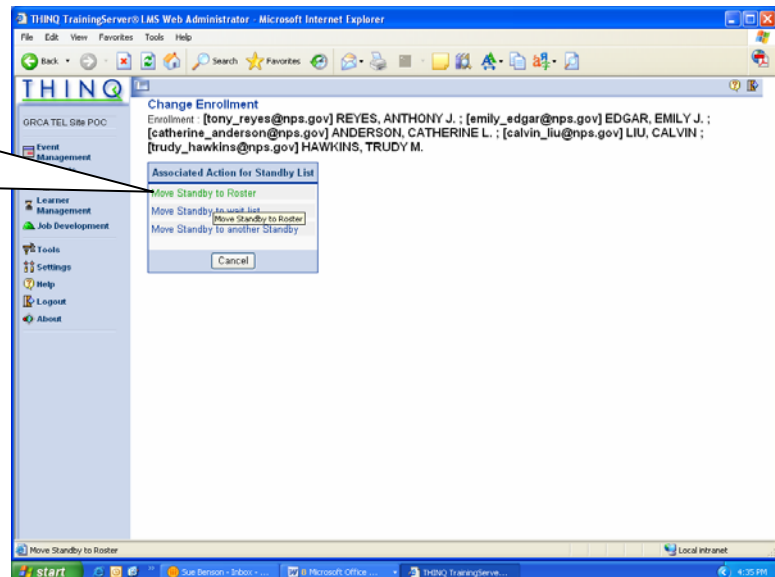 THINQ TrainingServer® LMS Web Administrator - Microsoft Internet Explorer
File Edit View Favorites Tools Help
Back Search Favorites
THINQ
GRCA TEL Site POC
Event Management
Learner Management
Job Development
Tools
Settings
Help
Logout
About
Change Enrollment
Enrollment : [tony_reyes@nps.gov] REYES, ANTHONY J. ; [emily_edgar@nps.gov] EDGAR, EMILY J. ;
[catherine_anderson@nps.gov] ANDERSON, CATHERINE L. ; [calvin_liu@nps.gov] LIU, CALVIN ;
[trudy_hawkins@nps.gov] HAWKINS, TRUDY M.
Associated Action for Standby List
Move Standby to Roster
Move Standby to wait list
Move Standby to Roster
Move Standby to another Standby
Cancel
Move Standby to Roster
Local intranet
start
Sue Benson - Inbox - ...
8 Microsoft Office ...
THINQ TrainingServe...
4:35 PM